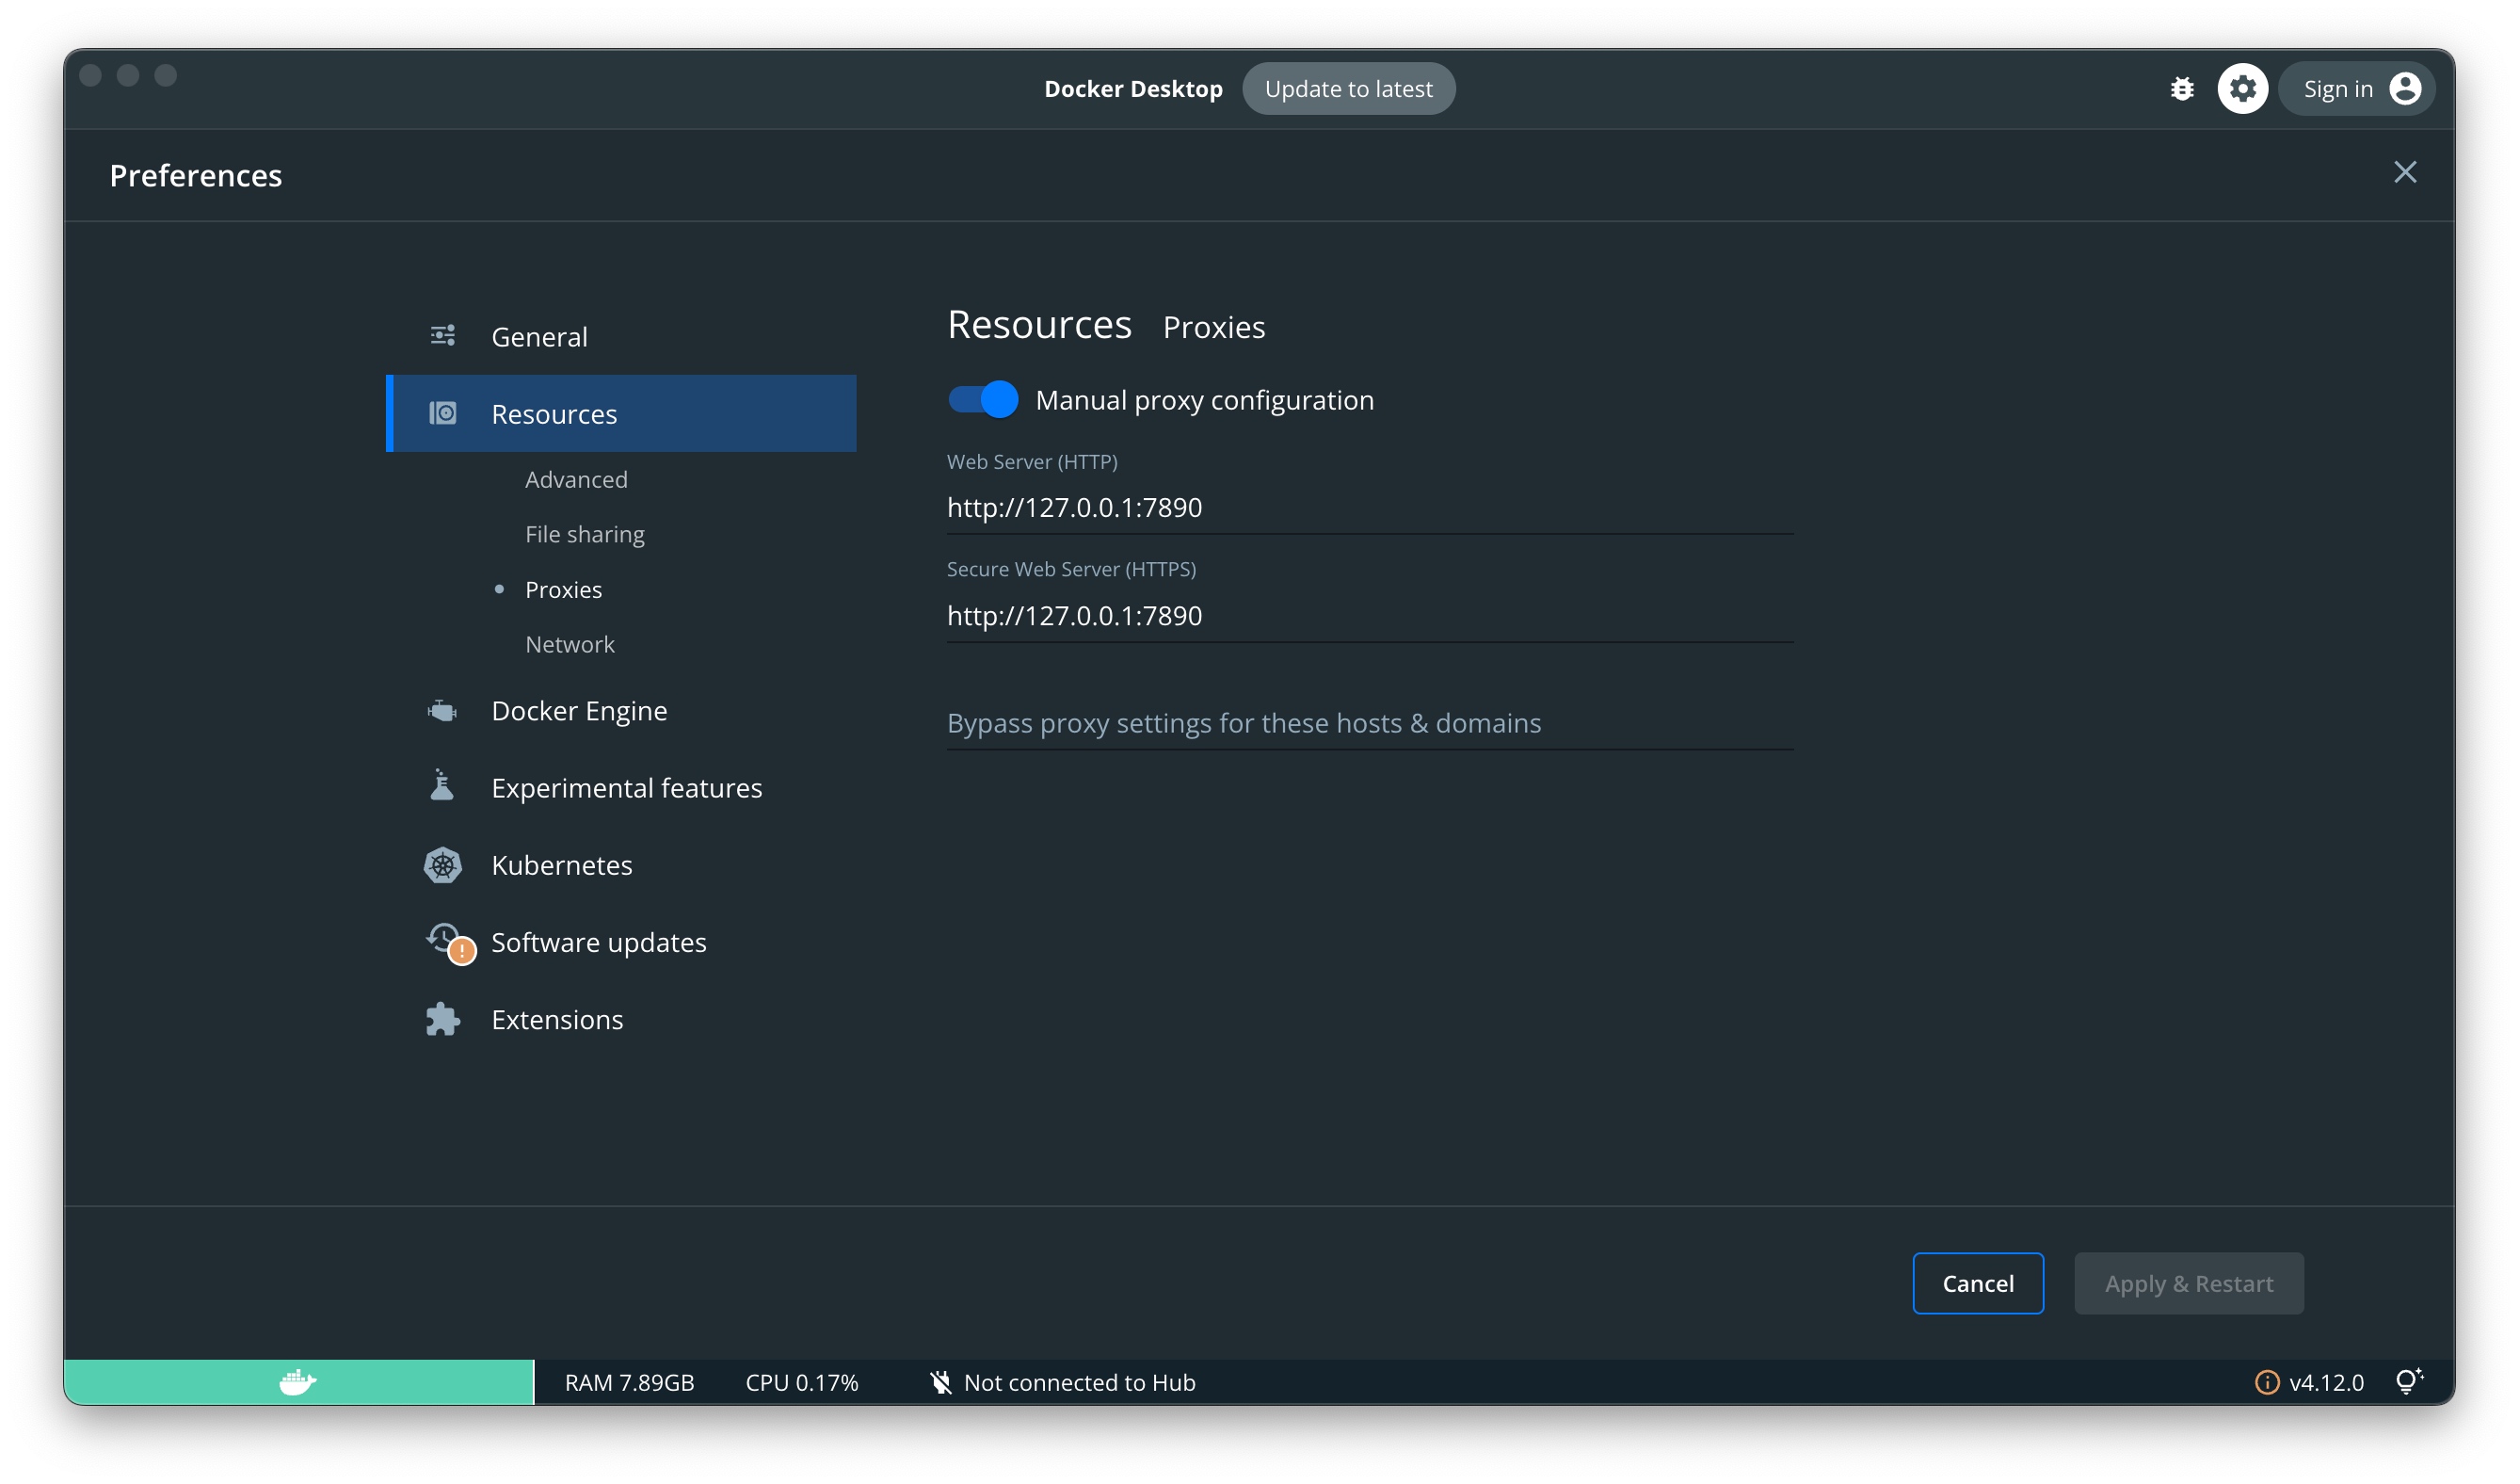 Docker Desktop
Update to latest
Sign in
Preferences
General
Resources
Advanced
File sharing
Proxies
Network
Docker Engine
Experimental features
Kubernetes
Software updates
Extensions
Resources Proxies
Manual proxy configuration
Web Server (HTTP)
http://127.0.0.1:7890
Secure Web Server (HTTPS)
http://127.0.0.1:7890
Bypass proxy settings for these hosts & domains
Cancel
Apply & Restart
RAM 7.89GB CPU 0.17% Not connected to Hub v4.12.0